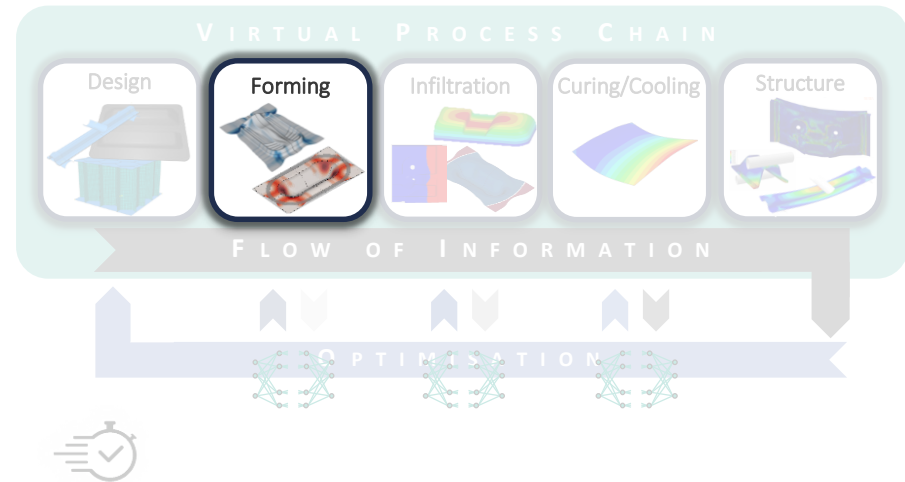 VIRTUAL PROCESS CHAIN
Design
Forming
Infiltration
Curing/Cooling
Structure
FLOW OF INFORMATION
OPTIMISATION